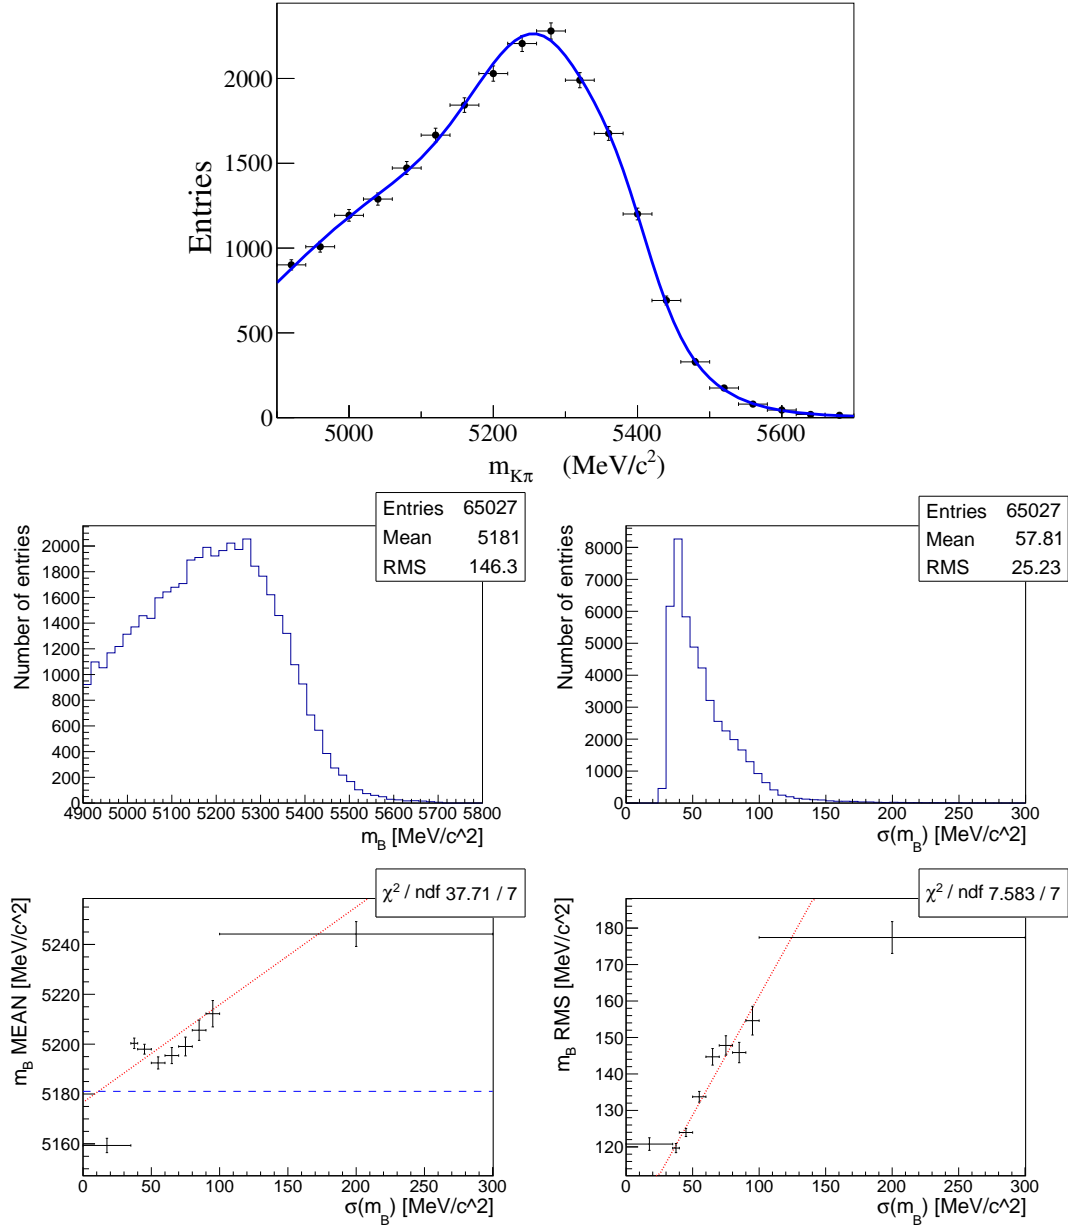 Entries
2000
1500
1000
500
0
5000 5200 5400 5600
m_{Kπ} (MeV/c²)
Entries 65027
Mean 5181
RMS 146.3
Number of entries
2000
1800
1600
1400
1200
1000
800
600
400
200
0
4900 5000 5100 5200 5300 5400 5500 5600 5700 5800
m_B [MeV/c^2]
Entries 65027
Mean 57.81
RMS 25.23
Number of entries
8000
7000
6000
5000
4000
3000
2000
1000
0
0 50 100 150 200 250 300
σ(m_B) [MeV/c^2]
χ² / ndf 37.71 / 7
m_B MEAN [MeV/c^2]
5240
5220
5200
5180
5160
0 50 100 150 200 250 300
σ(m_B) [MeV/c^2]
χ² / ndf 7.583 / 7
m_B RMS [MeV/c^2]
180
170
160
150
140
130
120
0 50 100 150 200 250 300
σ(m_B) [MeV/c^2]